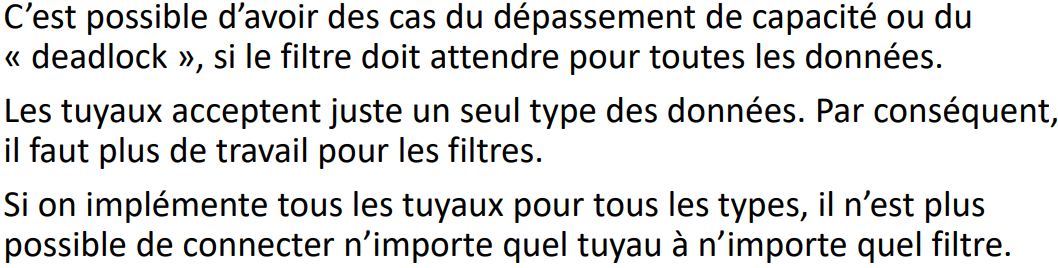 C’est possible d’avoir des cas du dépassement de capacité ou du
« deadlock », si le filtre doit attendre pour toutes les données.
Les tuyaux acceptent juste un seul type des données. Par conséquent,
il faut plus de travail pour les filtres.
Si on implémente tous les tuyaux pour tous les types, il n’est plus
possible de connecter n’importe quel tuyau à n’importe quel filtre.